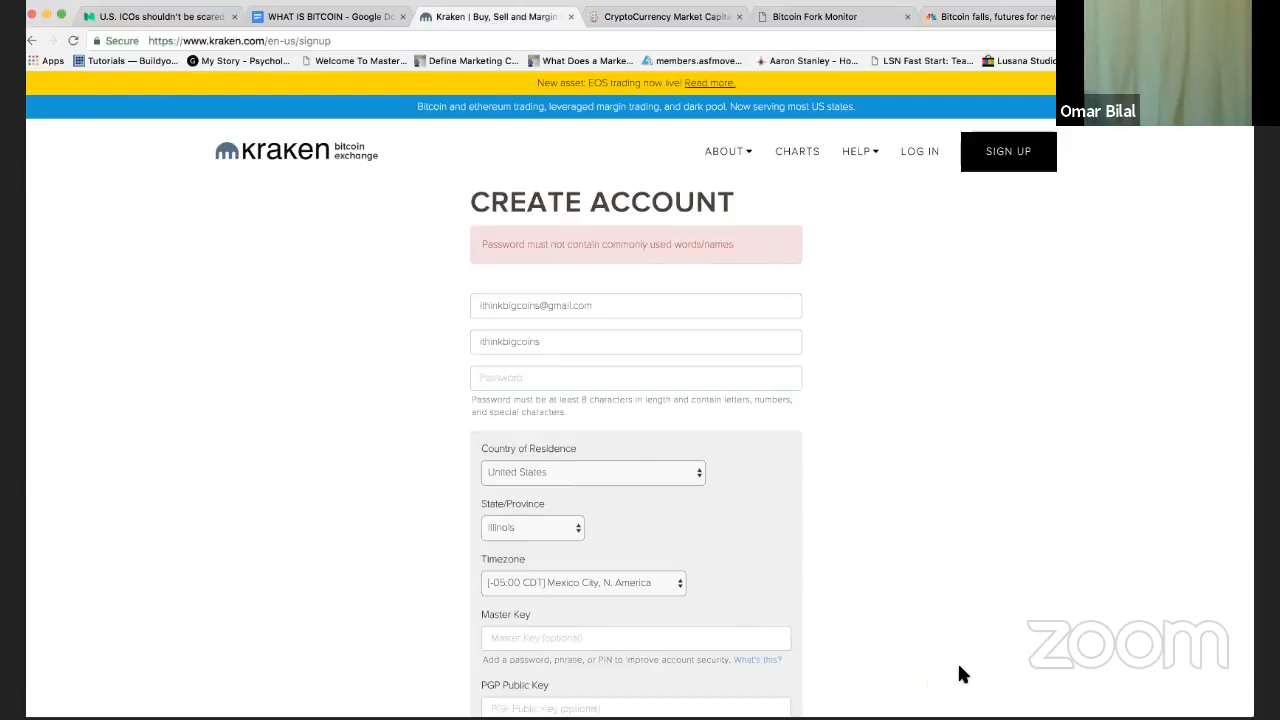 U.S. ICOs shouldn't be scared
WHAT IS BITCOIN - Google Do
Kraken | Buy, Sell and Margin
CryptoCurrency Market Capita
Bitcoin Fork Monitor
Bitcoin falls, futures for new
Secure https://www.kraken.com/en-us/signup
Apps Tutorials — Buildyo... My Story - Psychol... Welcome To Master... Define Marketing C... What Does a Marke... members.asfmove... Aaron Stanley - Ho... LSN Fast Start: Tea... Lusana Studio
New asset: EOS trading now live! Read more.
Bitcoin and ethereum trading, leveraged margin trading, and dark pool. Now serving most US states.
Omar Bilal
kraken bitcoin exchange
ABOUT CHARTS HELP LOG IN SIGN UP
CREATE ACCOUNT
Password must not contain commonly used words/names
ithinkbigcoins@gmail.com
ithinkbigcoins
Password
Password must be at least 8 characters in length and contain letters, numbers,
and special characters.
Country of Residence
United States
State/Province
Illinois
Timezone
[-05:00 CDT] Mexico City, N. America
Master Key
Master Key (optional)
Add a password, phrase, or PIN to improve account security. What's this?
PGP Public Key
PGP Public Key (optional)
zoom